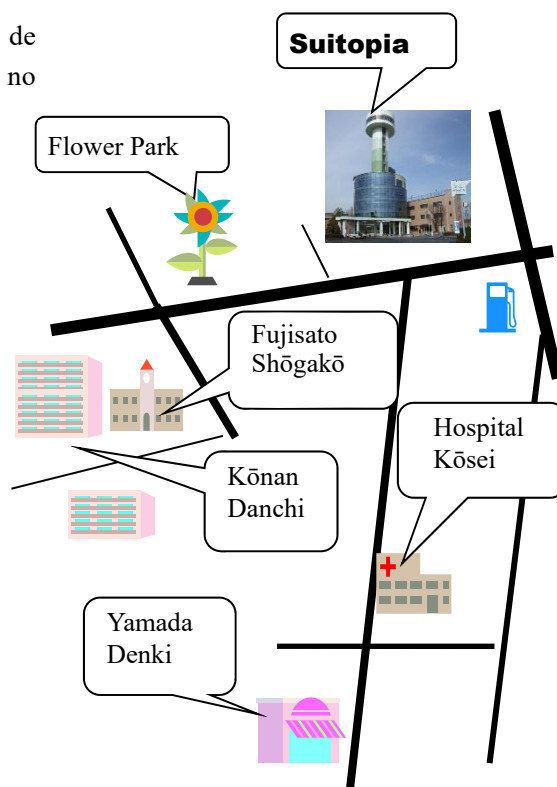 de
no
Suitopia
Flower Park
Fujisato
Shōgakō
Hospital
Kōsei
Kōnan
Danchi
Yamada
Denki